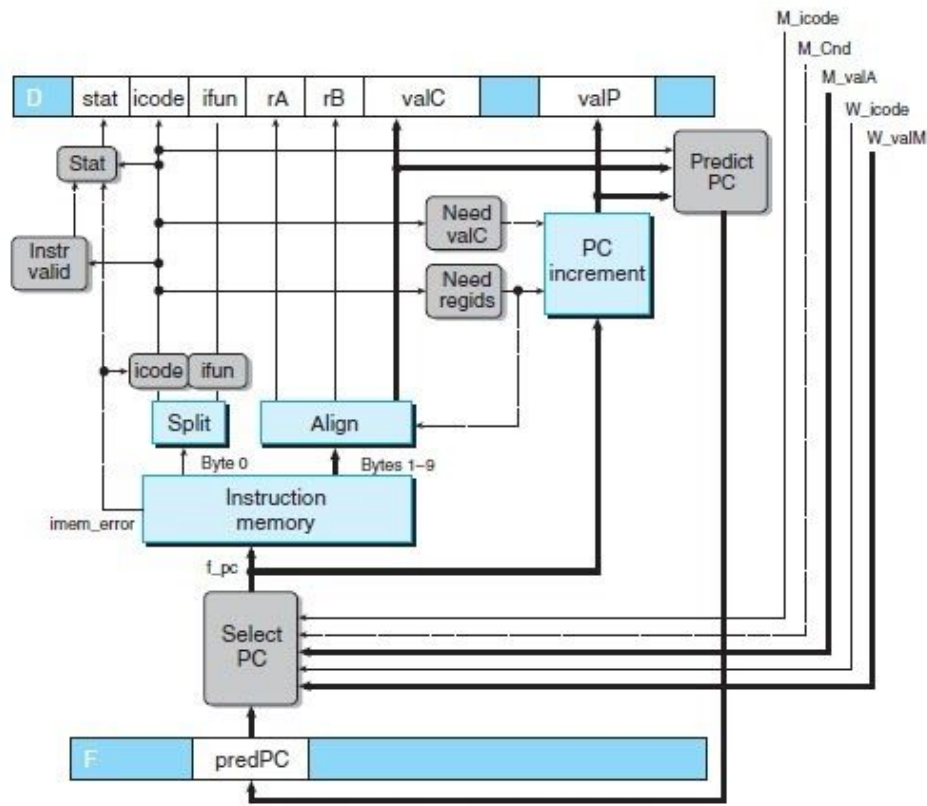 M_icode
M_Cnd
M_valA
W_icode
W_valM
D stat icode ifun rA rB valC valP
Stat
Predict
PC
Need
valC
Instr
valid
PC
increment
Need
regids
icode ifun
Split
Align
Byte 0
Bytes 1–9
Instruction
memory
imem_error
f_pc
Select
PC
F predPC